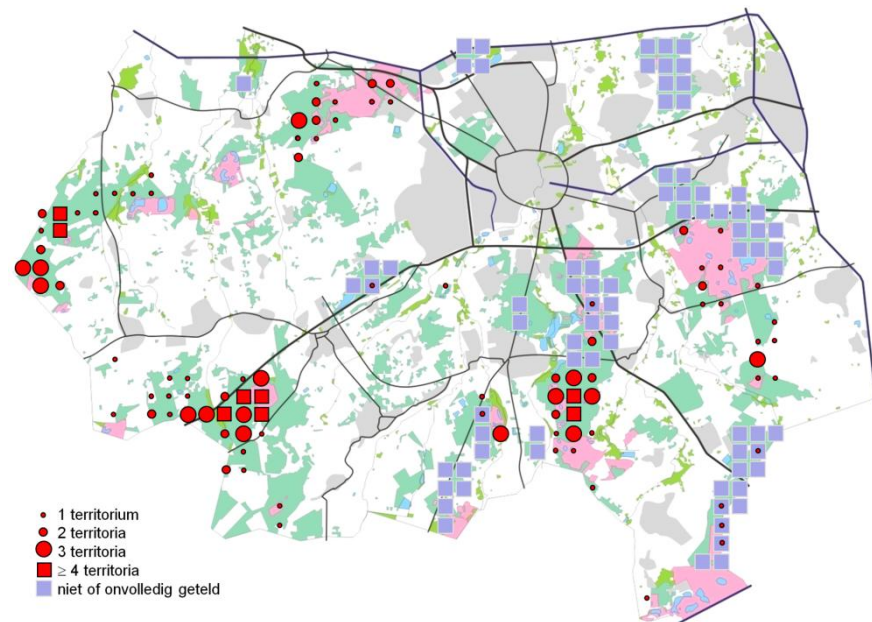 1 territorium
2 territoria
3 territoria
≥ 4 territoria
niet of onvolledig geteld